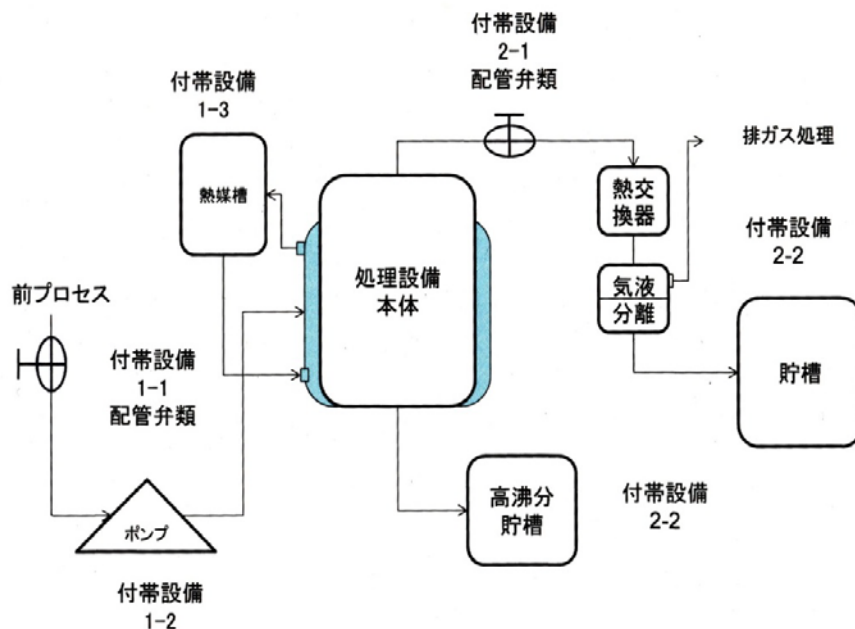 付帯設備
2-1
配管弁類
付帯設備
1-3
排ガス処理
熱媒槽
熱交
換器
付帯設備
2-2
処理設備
本体
気液
分離
前プロセス
付帯設備
1-1
配管弁類
貯槽
高沸分
貯槽
付帯設備
2-2
ポンプ
付帯設備
1-2